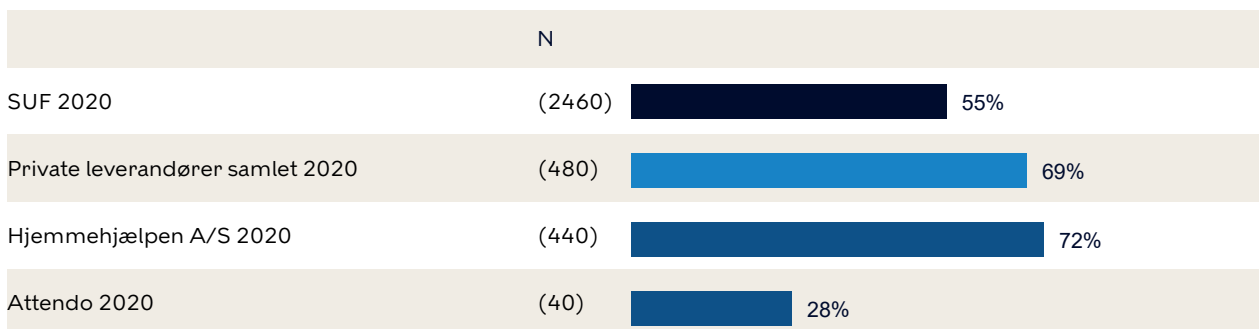 N
SUF 2020 (2460) 55%
Private leverandører samlet 2020 (480) 69%
Hjemmehjælpen A/S 2020 (440) 72%
Attendo 2020 (40) 28%